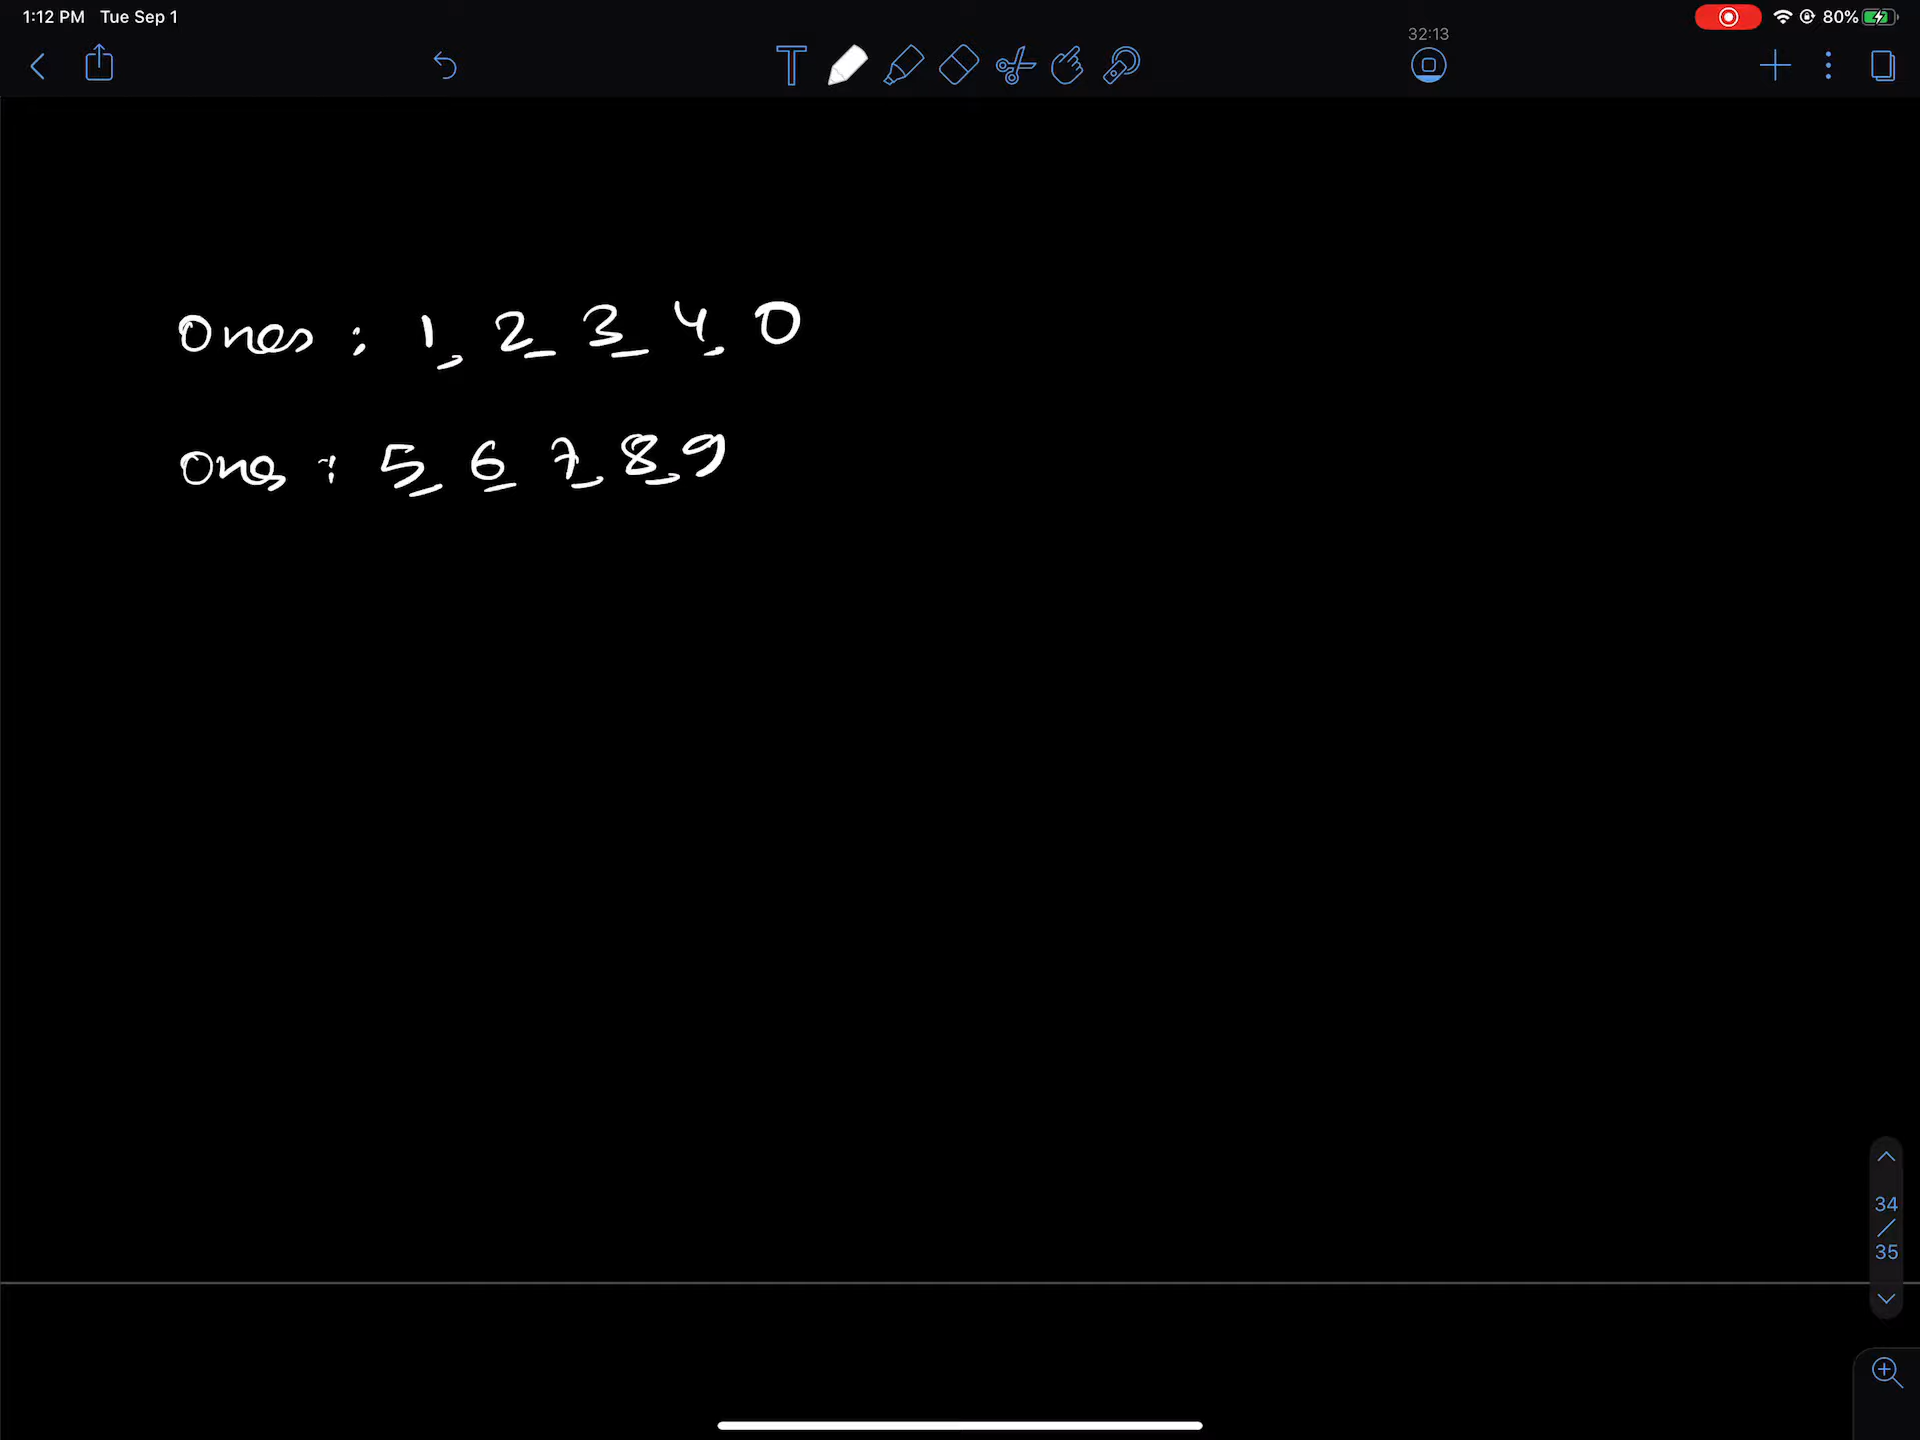 1:12 PM Tue Sep 1
80%
32:13
Ones : 1, 2, 3, 4, 0
Ones : 5, 6, 7, 8, 9
34
/
35